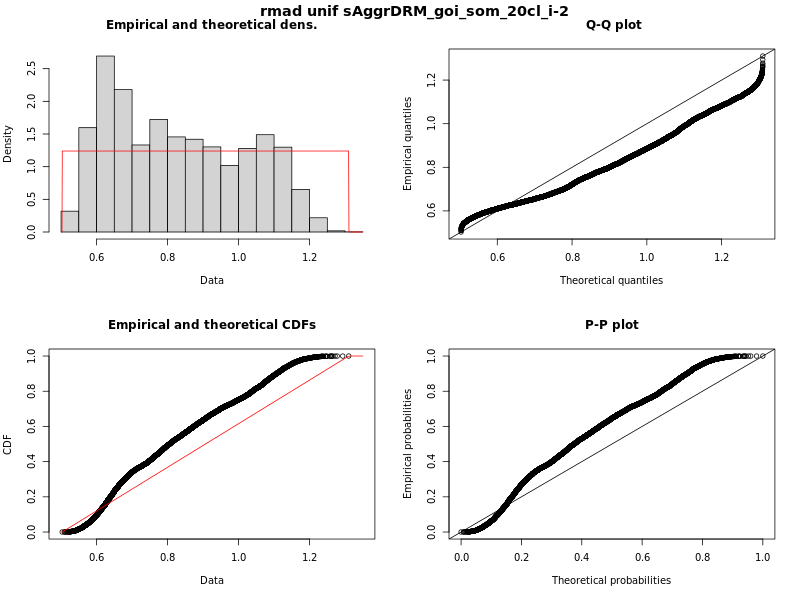 rmad unif sAggrDRM_goi_som_20cl_i-2
Empirical and theoretical dens.
Density
0.0 0.5 1.0 1.5 2.0 2.5
0.6 0.8 1.0 1.2
Data
Q-Q plot
Empirical quantiles
0.6 0.8 1.0 1.2
0.6 0.8 1.0 1.2
Theoretical quantiles
Empirical and theoretical CDFs
CDF
0.0 0.2 0.4 0.6 0.8 1.0
0.6 0.8 1.0 1.2
Data
P-P plot
Empirical probabilities
0.0 0.2 0.4 0.6 0.8 1.0
0.0 0.2 0.4 0.6 0.8 1.0
Theoretical probabilities